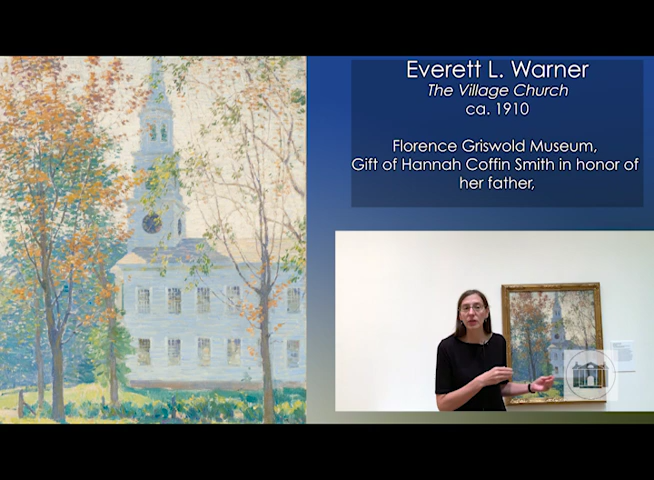 Everett L. Warner
The Village Church
ca. 1910
Florence Griswold Museum,
Gift of Hannah Coffin Smith in honor of
her father,